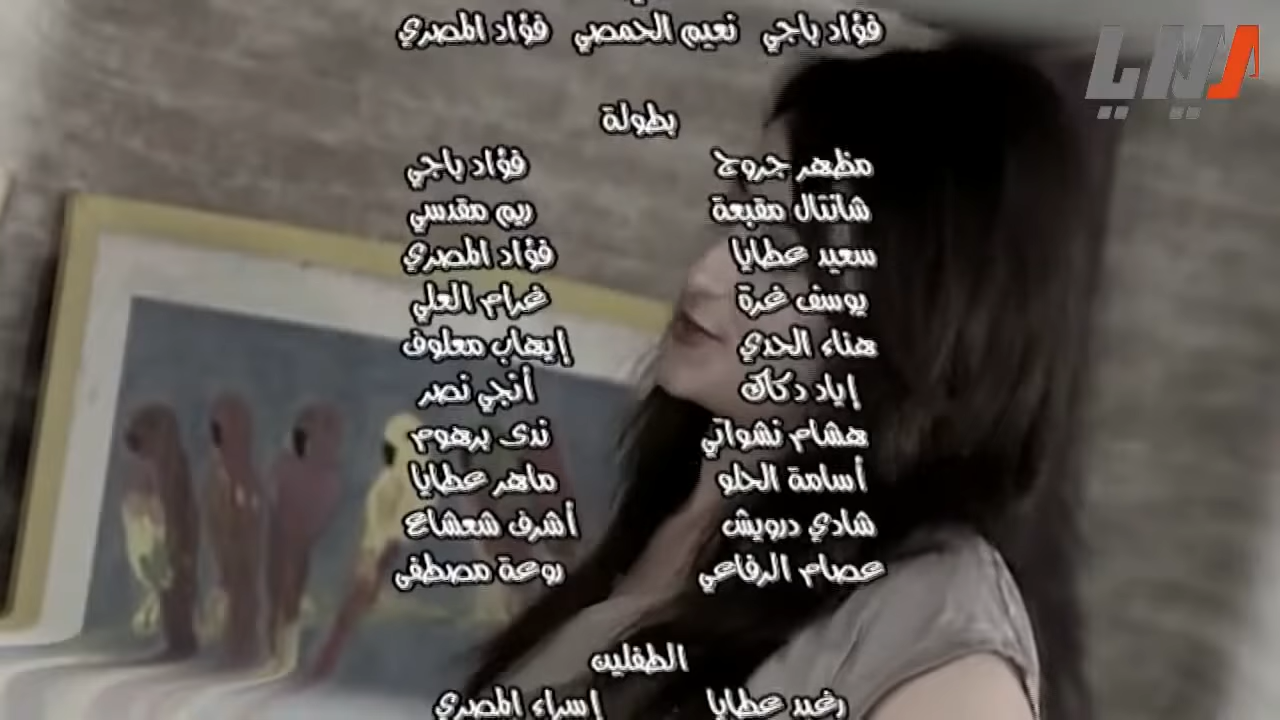 فؤاد باجي نعيم الحمصي فؤاد المصري
بطولة
مظهر جروج فؤاد باجي
شانتال مقبعة ريم مقدسي
سعيد عطايا فؤاد المصري
يوسف غرة غرام العلي
هناء الحدي إيهاب معلوف
إياد دكاك أنجي نصر
هشام نشواتي ندى برهوم
أسامة الحلو ماهر عطايا
شادي درويش أشرف شعشاع
عصام الرفاعي روعة مصطفى
الطفلين
رغيد عطايا إسراء المصري